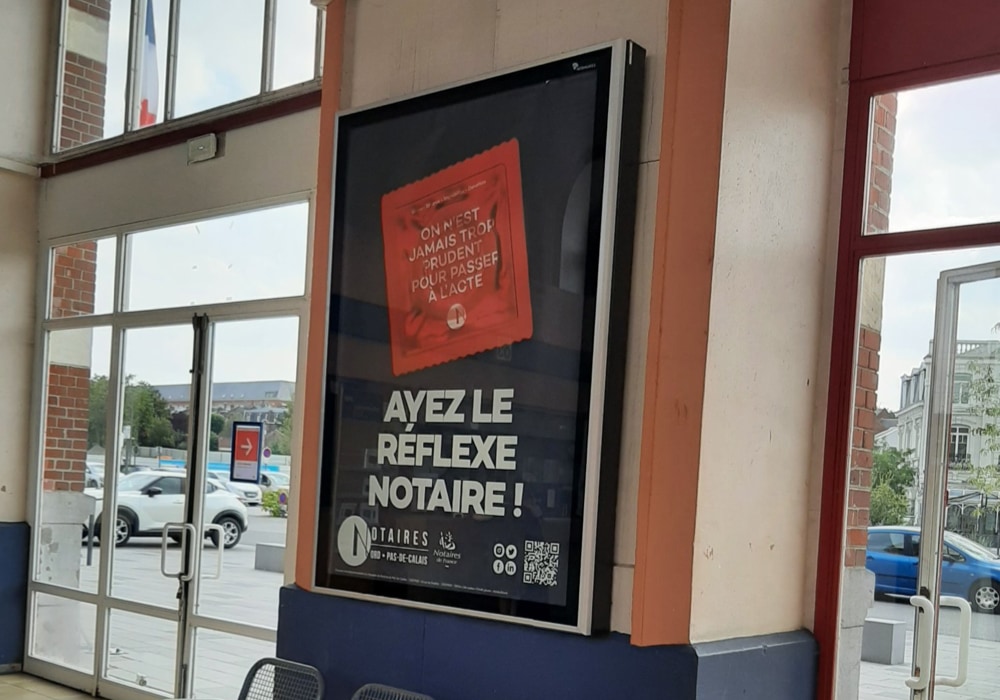 ON N'EST
JAMAIS TROP
PRUDENT
POUR PASSER
À L'ACTE
AYEZ LE
RÉFLEXE
NOTAIRE !
NOTAIRES
NORD • PAS-DE-CALAIS
Notaires
de France